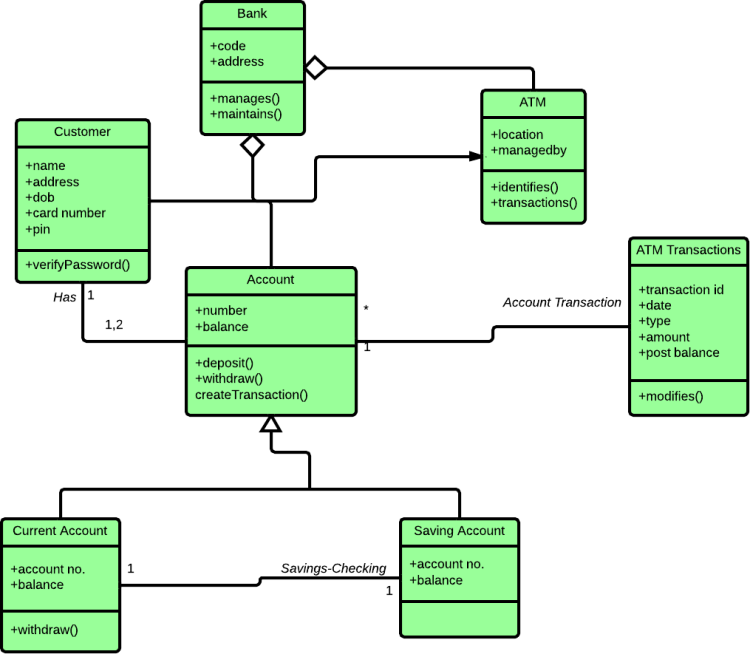 Bank
+code
+address
+manages()
+maintains()
ATM
+location
+managedby
+identifies()
+transactions()
Customer
+name
+address
+dob
+card number
+pin
+verifyPassword()
ATM Transactions
+transaction id
+date
+type
+amount
+post balance
+modifies()
Has
1
1,2
Account
+number
+balance
+deposit()
+withdraw()
createTransaction()
*
1
Account Transaction
Current Account
+account no.
+balance
+withdraw()
1
Savings-Checking
1
Saving Account
+account no.
+balance